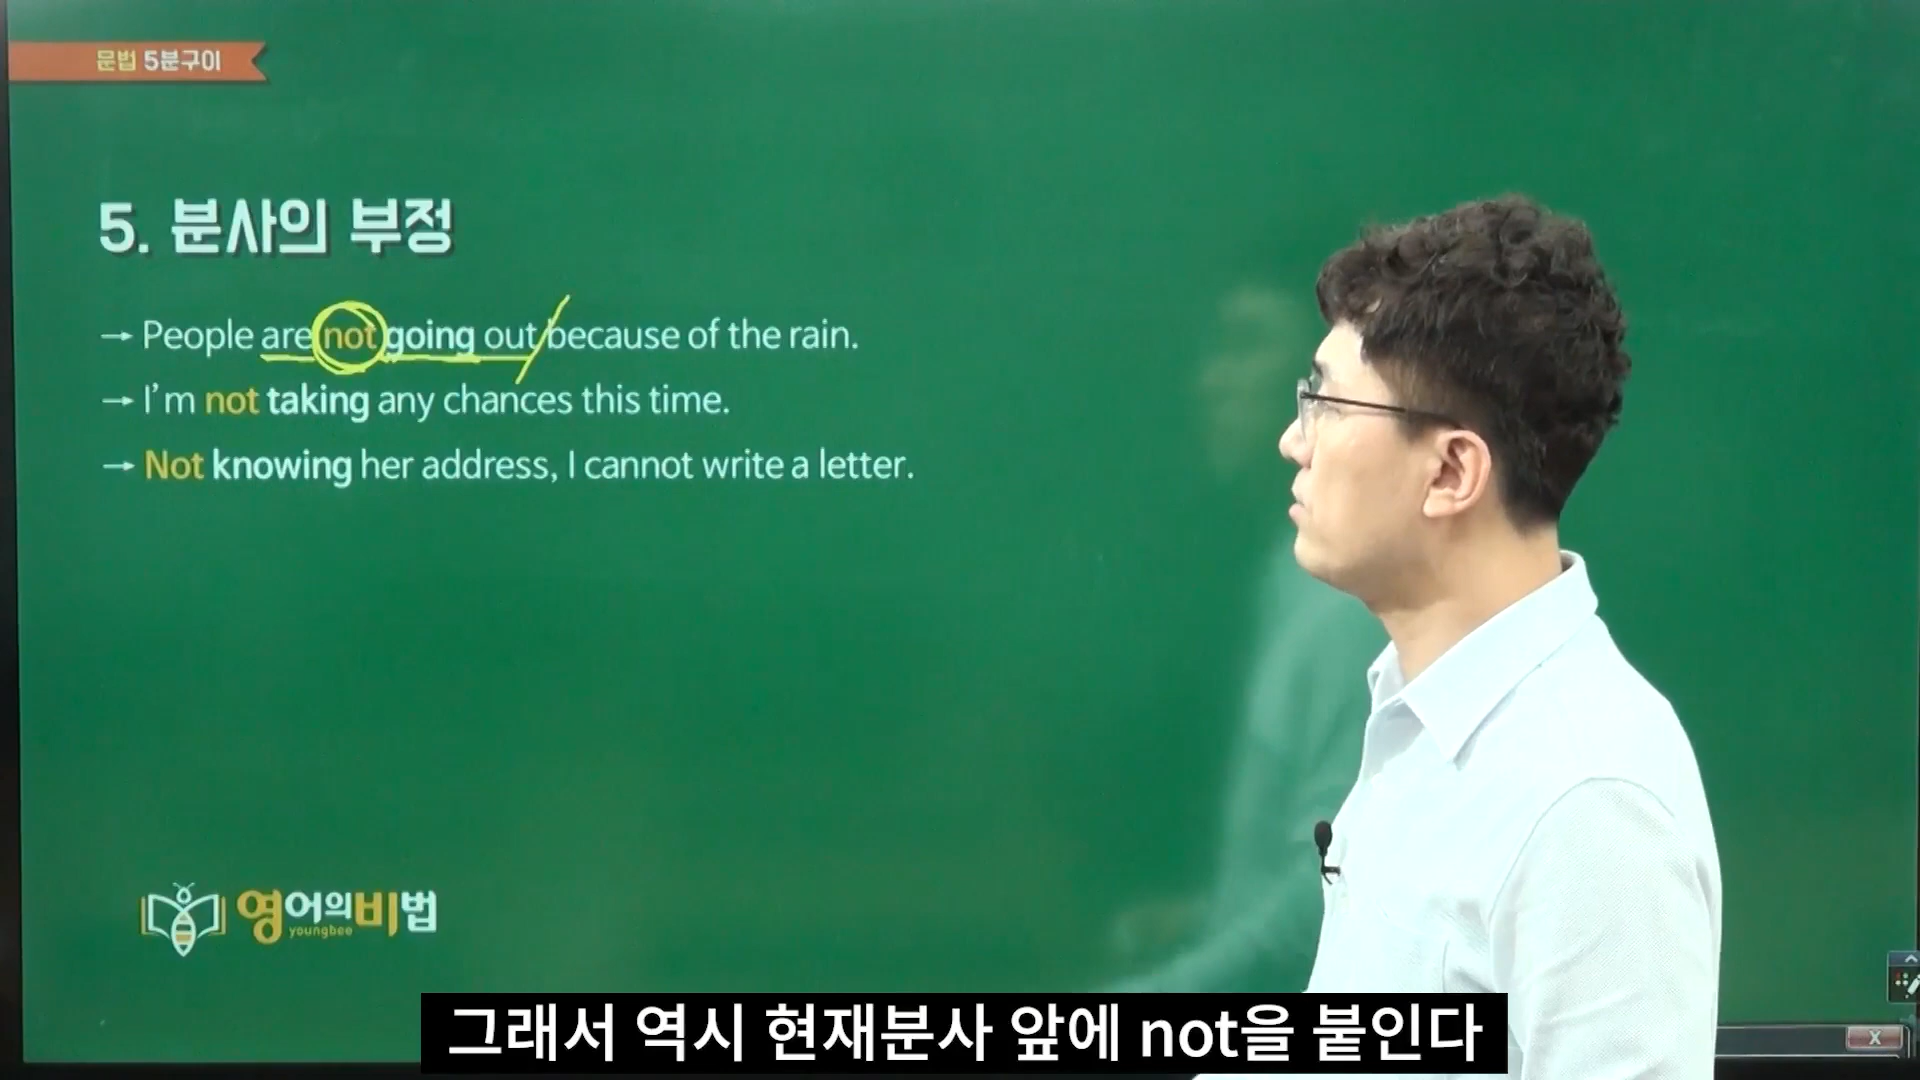 문법 5분구이
5. 분사의 부정
→ People are not going out because of the rain.
→ I'm not taking any chances this time.
→ Not knowing her address, I cannot write a letter.
영어의비법
youngbee
그래서 역시 현재분사 앞에 not을 붙인다
X